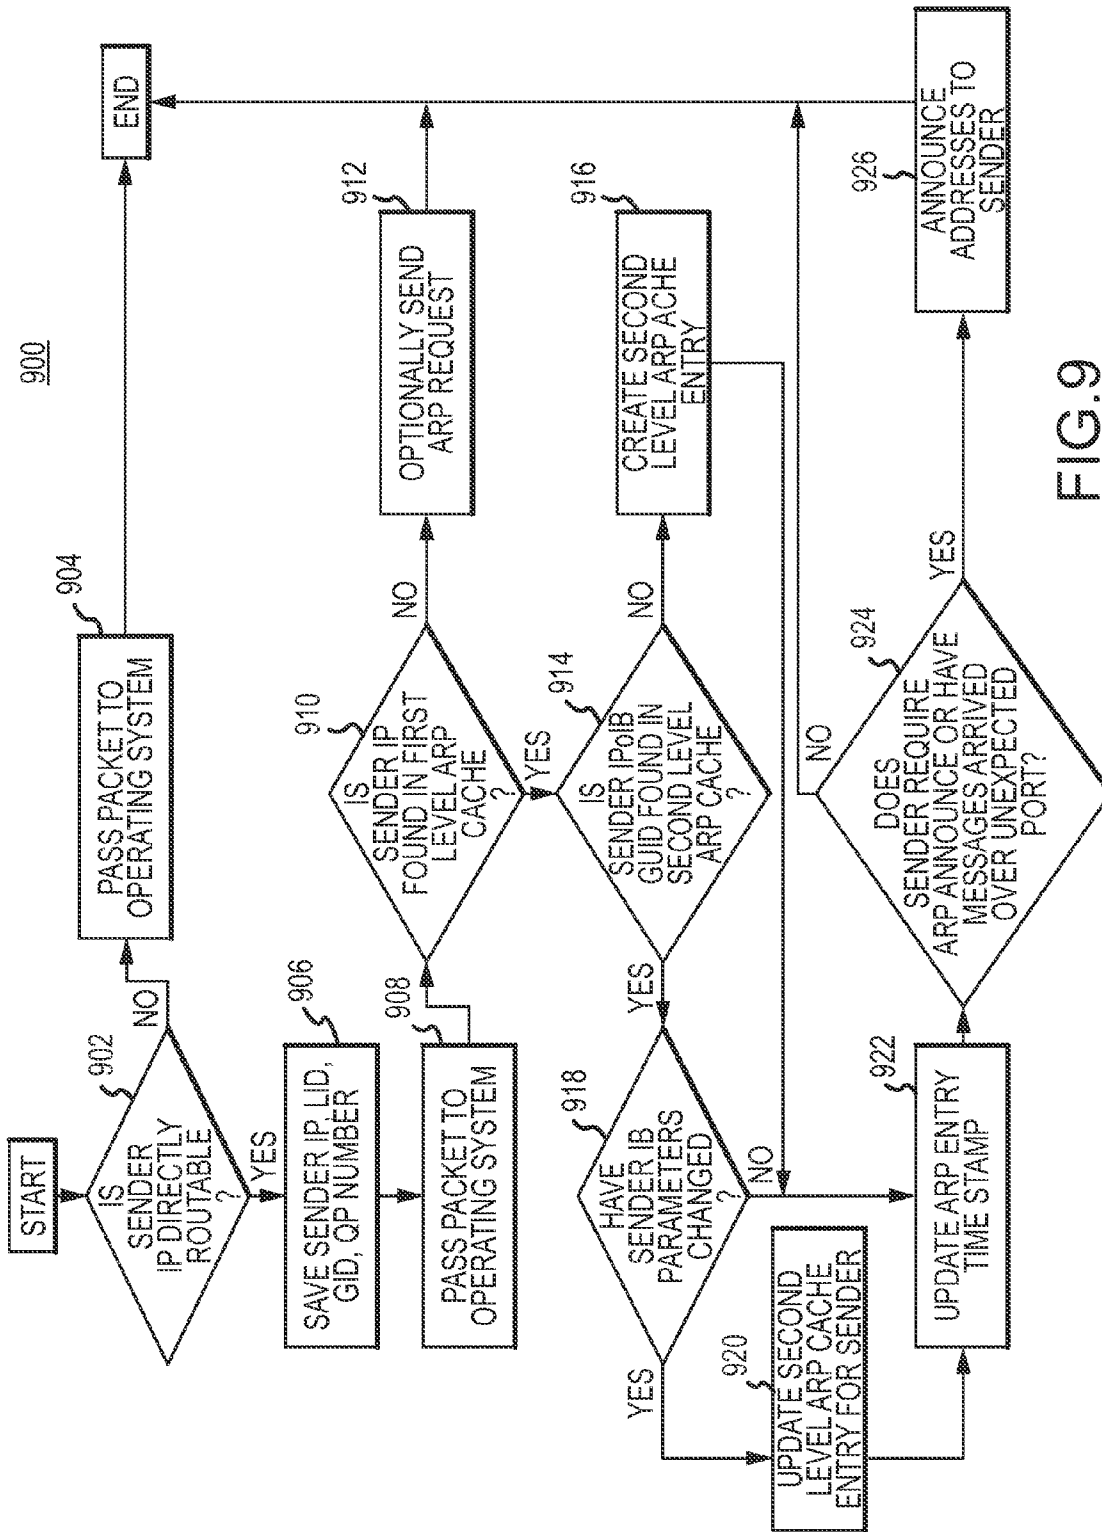 900
START
902
IS
SENDER
IP DIRECTLY
ROUTABLE
?
NO
YES
904
PASS PACKET TO
OPERATING SYSTEM
END
906
SAVE SENDER IP, LID,
GID, QP NUMBER
908
PASS PACKET TO
OPERATING SYSTEM
910
IS
SENDER IP
FOUND IN FIRST
LEVEL ARP
CACHE
?
NO
YES
912
OPTIONALLY SEND
ARP REQUEST
914
IS
SENDER IPoIB
GUID FOUND IN
SECOND LEVEL
ARP CACHE
?
NO
YES
916
CREATE SECOND
LEVEL ARP ACHE
ENTRY
918
HAVE
SENDER IB
PARAMETERS
CHANGED
?
NO
YES
920
UPDATE SECOND
LEVEL ARP CACHE
ENTRY FOR SENDER
922
UPDATE ARP ENTRY
TIME STAMP
924
DOES
SENDER REQUIRE
ARP ANNOUNCE OR HAVE
MESSAGES ARRIVED
OVER UNEXPECTED
PORT?
NO
YES
926
ANNOUNCE
ADDRESSES TO
SENDER
FIG.9